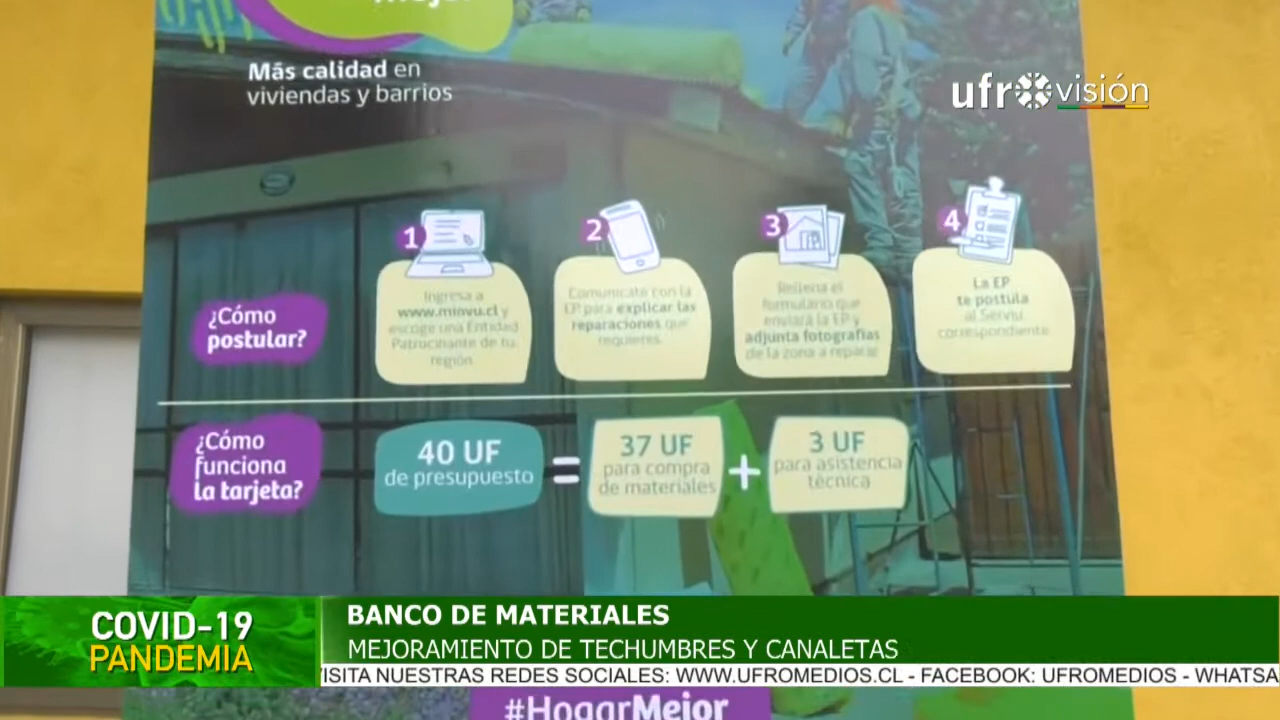 Más calidad en
viviendas y barrios
ufro visión
¿Cómo
postular?
1
Ingresa a
www.minvu.cl y
escoge una Entidad
Patrocinante de tu
región.
2
Comunícate con la
EP para explicar las
reparaciones que
requieres.
3
Rellena el
formulario que
enviará la EP y
adjunta fotografías
de la zona a reparar
4
La EP
te postula
al Serviu
correspondiente
¿Cómo
funciona
la tarjeta?
40 UF
de presupuesto
=
37 UF
para compra
de materiales
+
3 UF
para asistencia
técnica
COVID-19
PANDEMIA
BANCO DE MATERIALES
MEJORAMIENTO DE TECHUMBRES Y CANALETAS
ISITA NUESTRAS REDES SOCIALES: WWW.UFROMEDIOS.CL - FACEBOOK: UFROMEDIOS - WHATSA
#HogarMejor